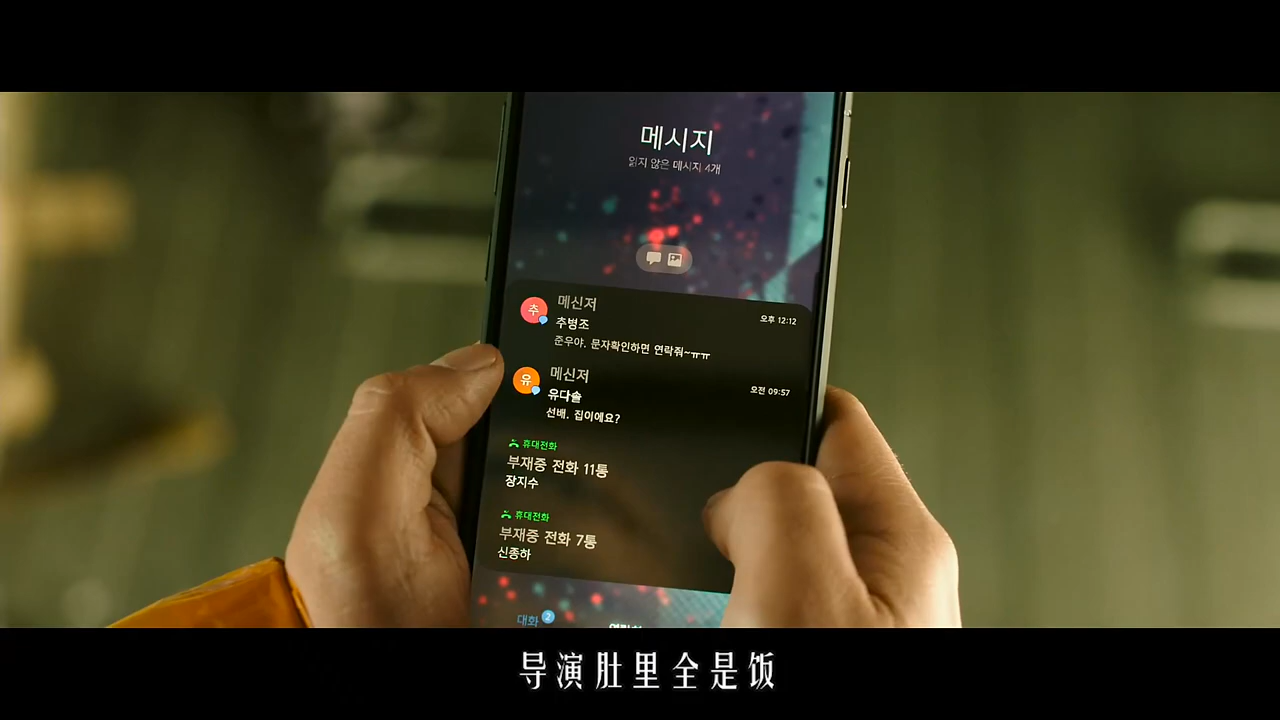 메시지
읽지 않은 메시지 4개
추
메신저
오후 12:12
추병조
준우야. 문자확인하면 연락줘~ㅠㅠ
유
메신저
오전 09:57
유다솔
선배. 집이에요?
휴대전화
부재중 전화 11통
장지수
휴대전화
부재중 전화 7통
신종하
대화 2
导演肚里全是饭